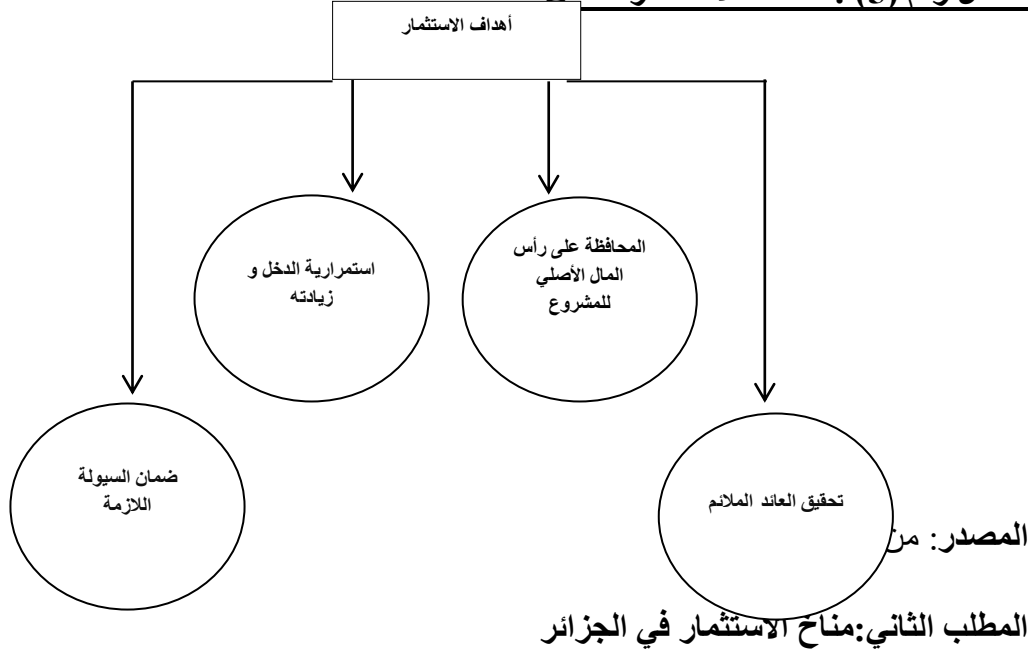 أهداف الاستثمار
المحافظة على رأس
المال الأصلي
للمشروع
استمرارية الدخل و
زيادته
تحقيق العائد الملائم
ضمان السيولة
اللازمة
المصدر: من
المطلب الثاني:مناخ الاستثمار في الجزائر